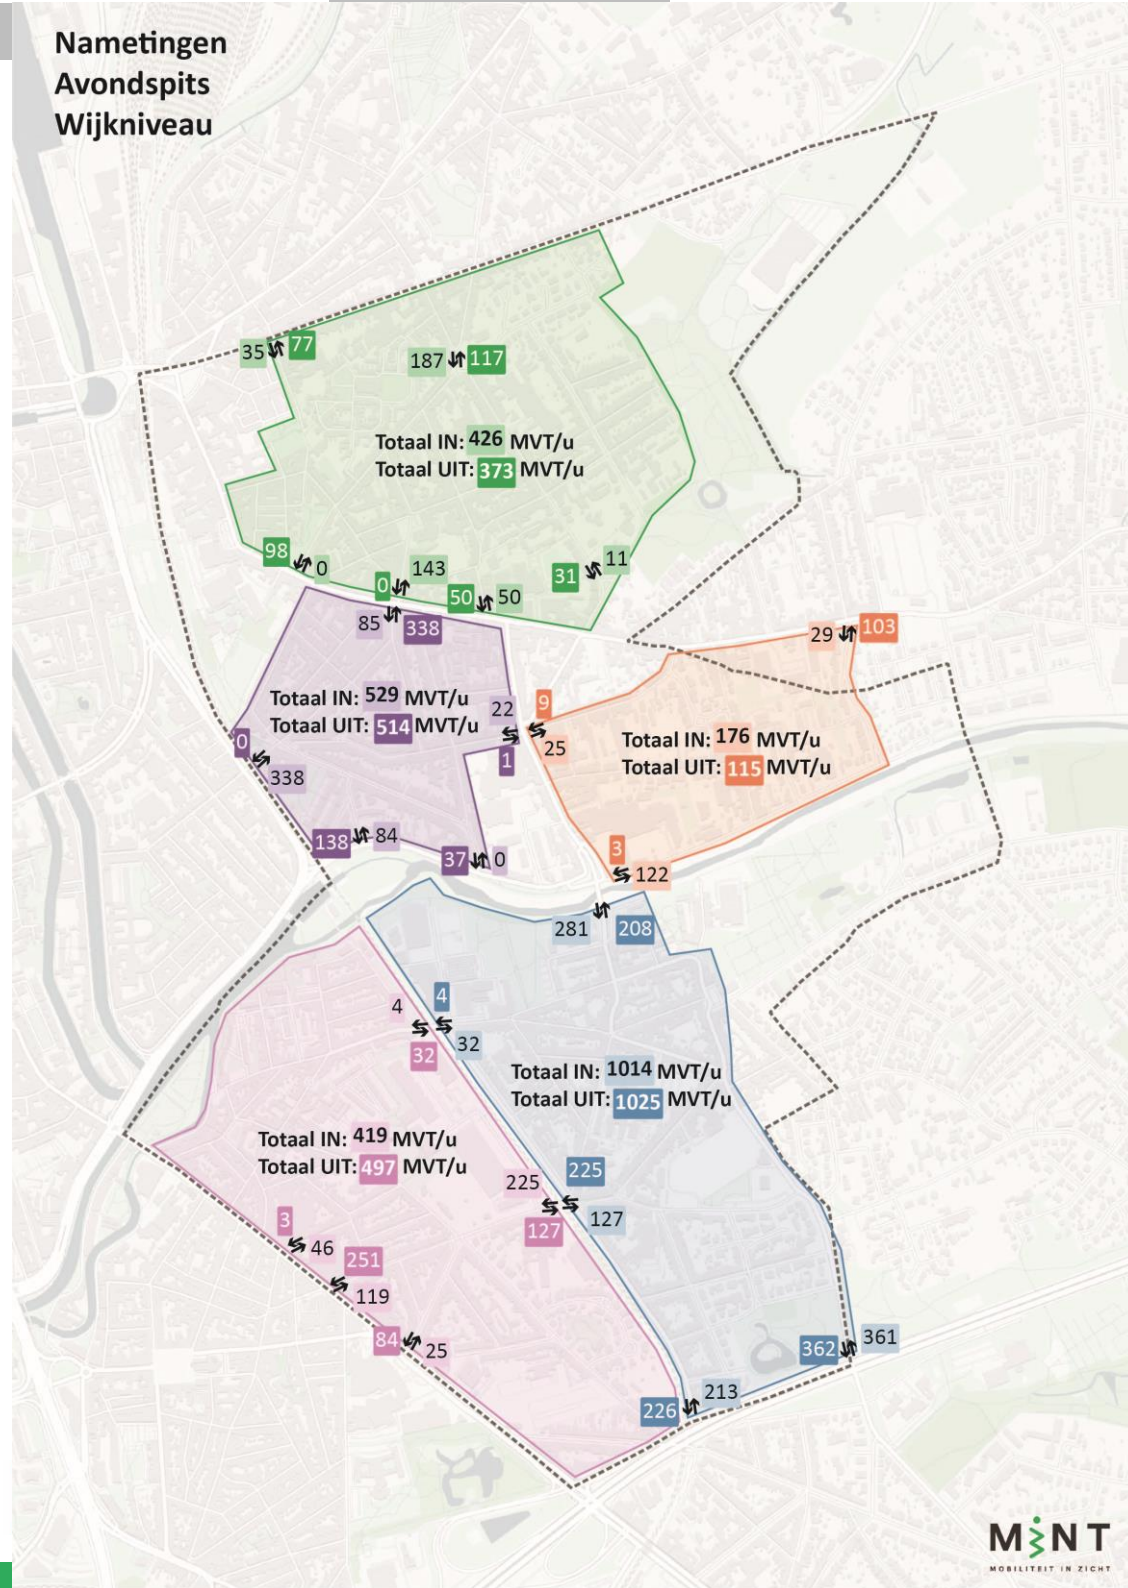 Nametingen
Avondspits
Wijkniveau
35 77
187 117
Totaal IN: 426 MVT/u
Totaal UIT: 373 MVT/u
98 0
0 143
50 50
31 11
85 338
29 103
Totaal IN: 529 MVT/u
Totaal UIT: 514 MVT/u
22
1
9
25
Totaal IN: 176 MVT/u
Totaal UIT: 115 MVT/u
0
338
138 84
37 0
3
122
281 208
4
32
4
32
Totaal IN: 1014 MVT/u
Totaal UIT: 1025 MVT/u
Totaal IN: 419 MVT/u
Totaal UIT: 497 MVT/u
225
127
225
127
3
46
251
119
84 25
362 361
226 213
MINT
MOBILITEIT IN ZICHT